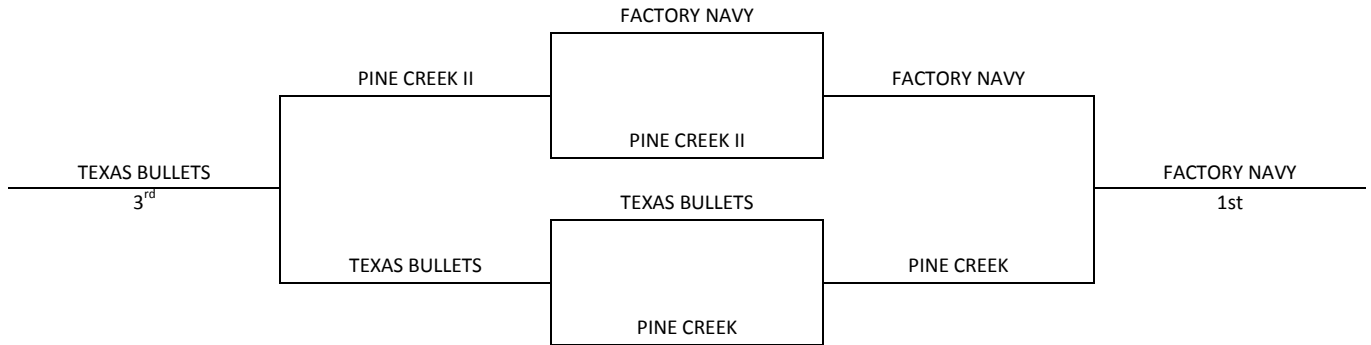 FACTORY NAVY
PINE CREEK II
FACTORY NAVY
PINE CREEK II
TEXAS BULLETS
3rd
FACTORY NAVY
1st
TEXAS BULLETS
TEXAS BULLETS
PINE CREEK
PINE CREEK